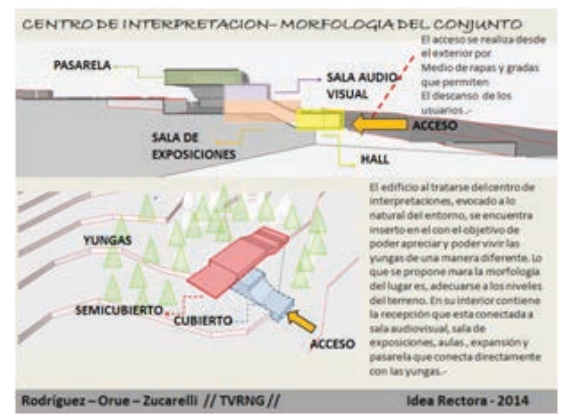 CENTRO DE INTERPRETACION– MORFOLOGIA DEL CONJUNTO
El acceso se realiza desde
el exterior por
Medio de rapas y gradas
que permiten
El descanso de los
usuarios.-
PASARELA
SALA AUDIO-
VISUAL
ACCESO
SALA DE
EXPOSICIONES
HALL
El edificio al tratarse del centro de
interpretaciones, evocado a lo
natural del entorno, se encuentra
inserto en el con el objetivo de
poder apreciar y poder vivir las
yungas de una manera diferente. Lo
que se propone mara la morfología
del lugar es, adecuarse a los niveles
del terreno. En su interior contiene
la recepción que esta conectada a
sala audiovisual, sala de
exposiciones, aulas, expansión y
pasarela que conecta directamente
con las yungas.-
YUNGAS
SEMICUBIERTO
CUBIERTO
ACCESO
Rodríguez – Orue – Zucarelli // TVRNG //
Idea Rectora - 2014